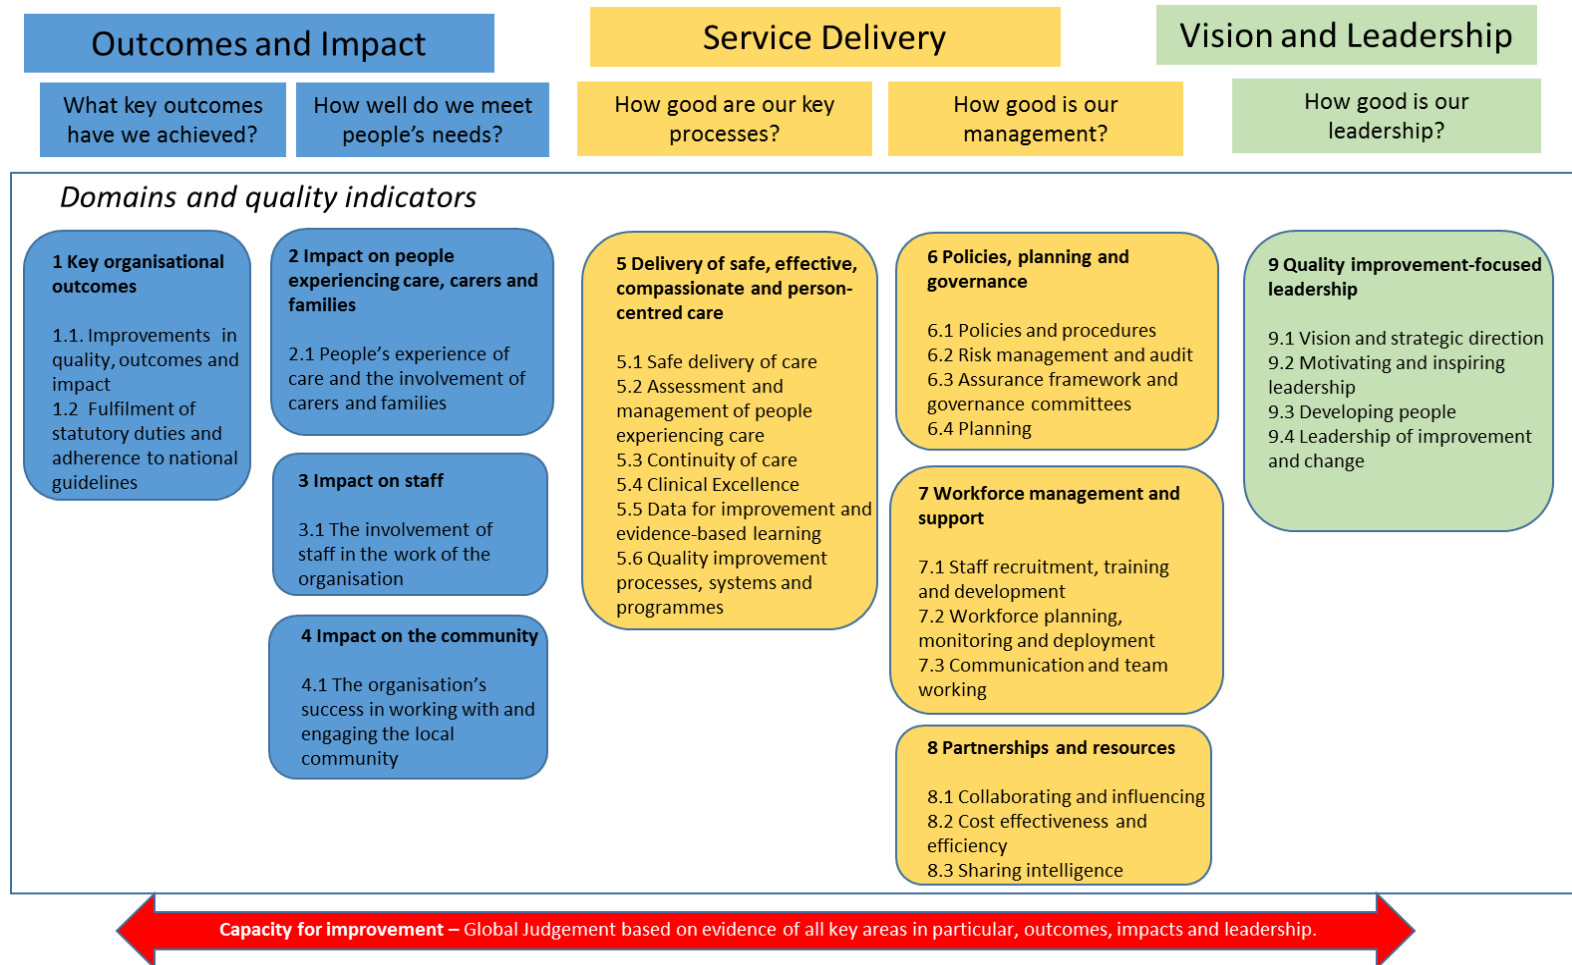 Outcomes and Impact
Service Delivery
Vision and Leadership
What key outcomes
have we achieved?
How well do we meet
people's needs?
How good are our key
processes?
How good is our
management?
How good is our
leadership?
Domains and quality indicators
1 Key organisational
outcomes
1.1. Improvements in
quality, outcomes and
impact
1.2 Fulfilment of
statutory duties and
adherence to national
guidelines
2 Impact on people
experiencing care, carers and
families
2.1 People's experience of
care and the involvement of
carers and families
3 Impact on staff
3.1 The involvement of
staff in the work of the
organisation
4 Impact on the community
4.1 The organisation's
success in working with and
engaging the local
community
5 Delivery of safe, effective,
compassionate and person-
centred care
5.1 Safe delivery of care
5.2 Assessment and
management of people
experiencing care
5.3 Continuity of care
5.4 Clinical Excellence
5.5 Data for improvement and
evidence-based learning
5.6 Quality improvement
processes, systems and
programmes
6 Policies, planning and
governance
6.1 Policies and procedures
6.2 Risk management and audit
6.3 Assurance framework and
governance committees
6.4 Planning
7 Workforce management and
support
7.1 Staff recruitment, training
and development
7.2 Workforce planning,
monitoring and deployment
7.3 Communication and team
working
8 Partnerships and resources
8.1 Collaborating and influencing
8.2 Cost effectiveness and
efficiency
8.3 Sharing intelligence
9 Quality improvement-focused
leadership
9.1 Vision and strategic direction
9.2 Motivating and inspiring
leadership
9.3 Developing people
9.4 Leadership of improvement
and change
Capacity for improvement – Global Judgement based on evidence of all key areas in particular, outcomes, impacts and leadership.